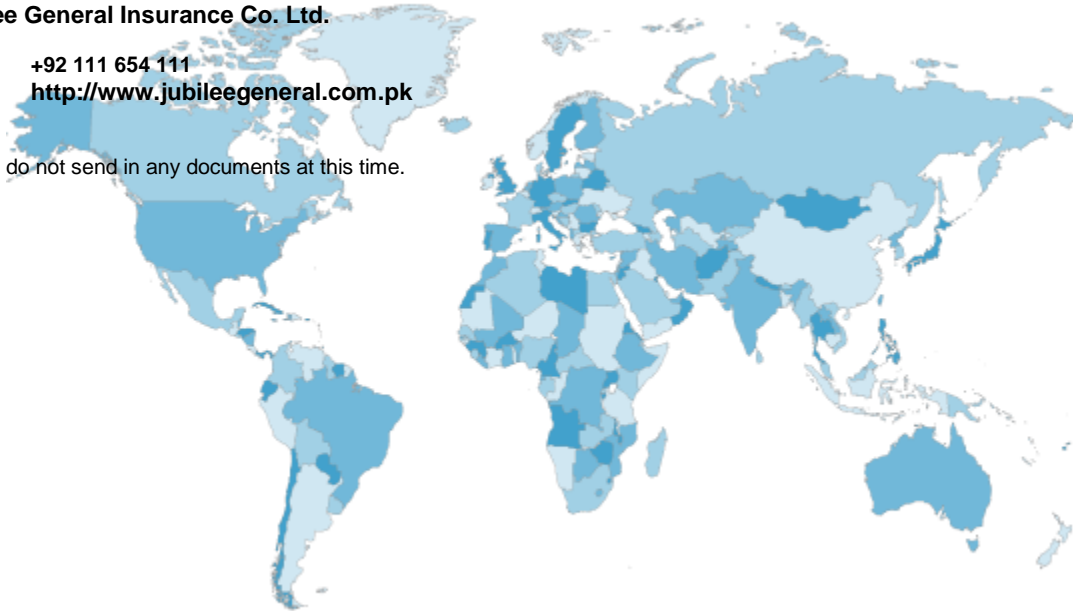 ee General Insurance Co. Ltd.
+92 111 654 111
http://www.jubileegeneral.com.pk
do not send in any documents at this time.